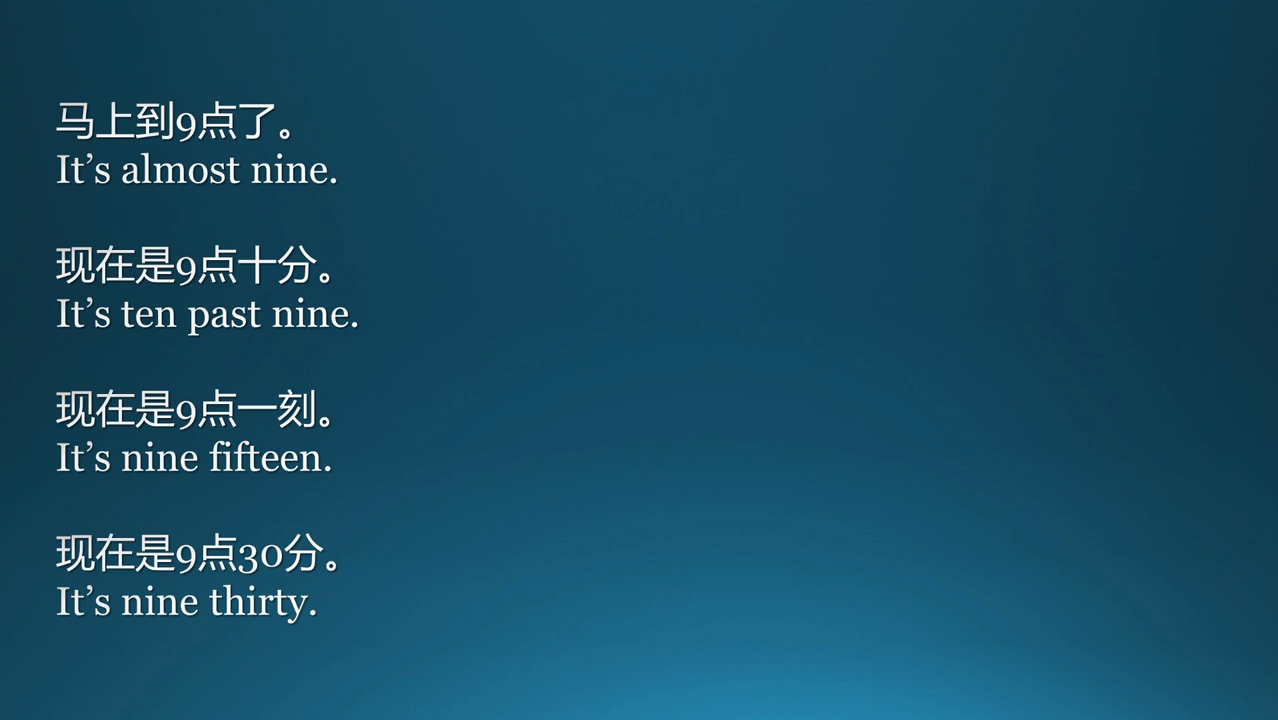 马上到9点了。
It’s almost nine.
现在是9点十分。
It’s ten past nine.
现在是9点一刻。
It’s nine fifteen.
现在是9点30分。
It’s nine thirty.